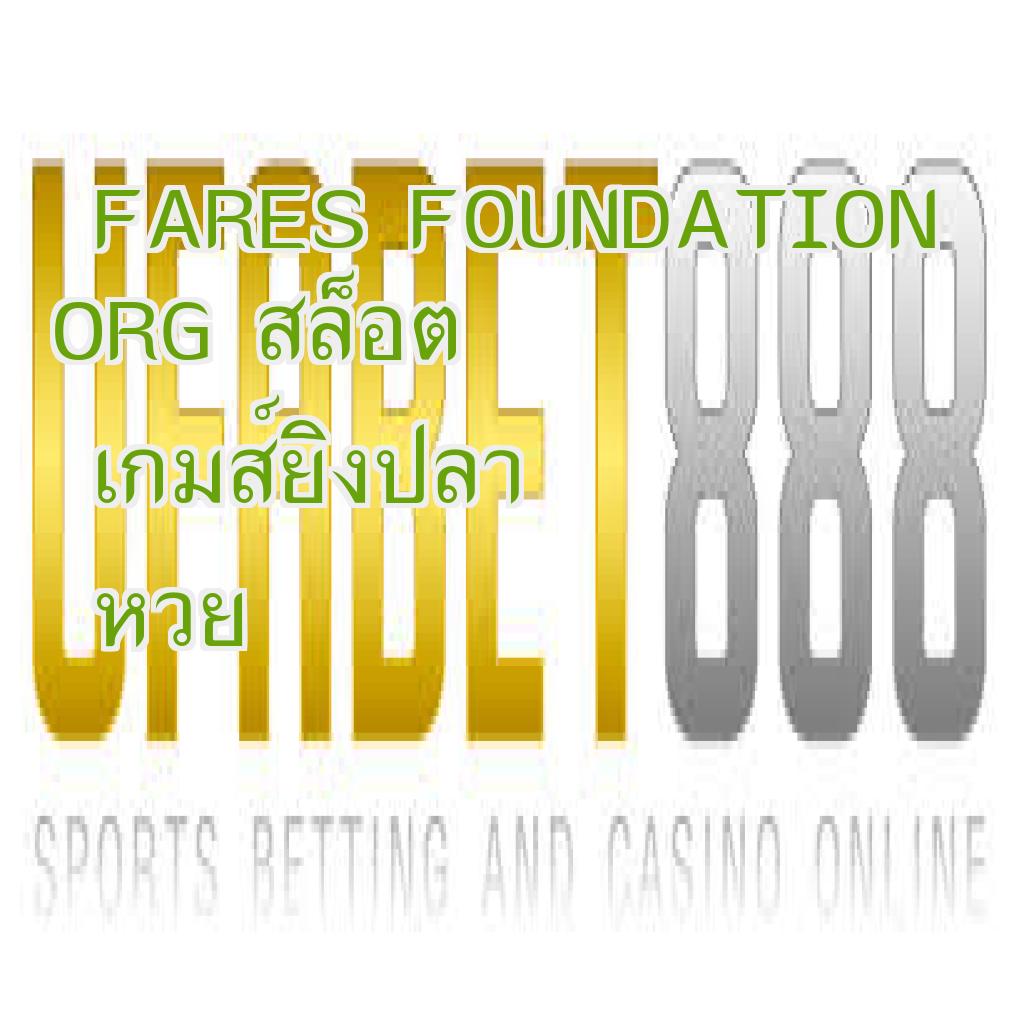 UFABET888
FARES FOUNDATION
ORG สล็อต
เกมส์ยิงปลา
หวย
SPORTS BETTING AND CASINO ONLINE